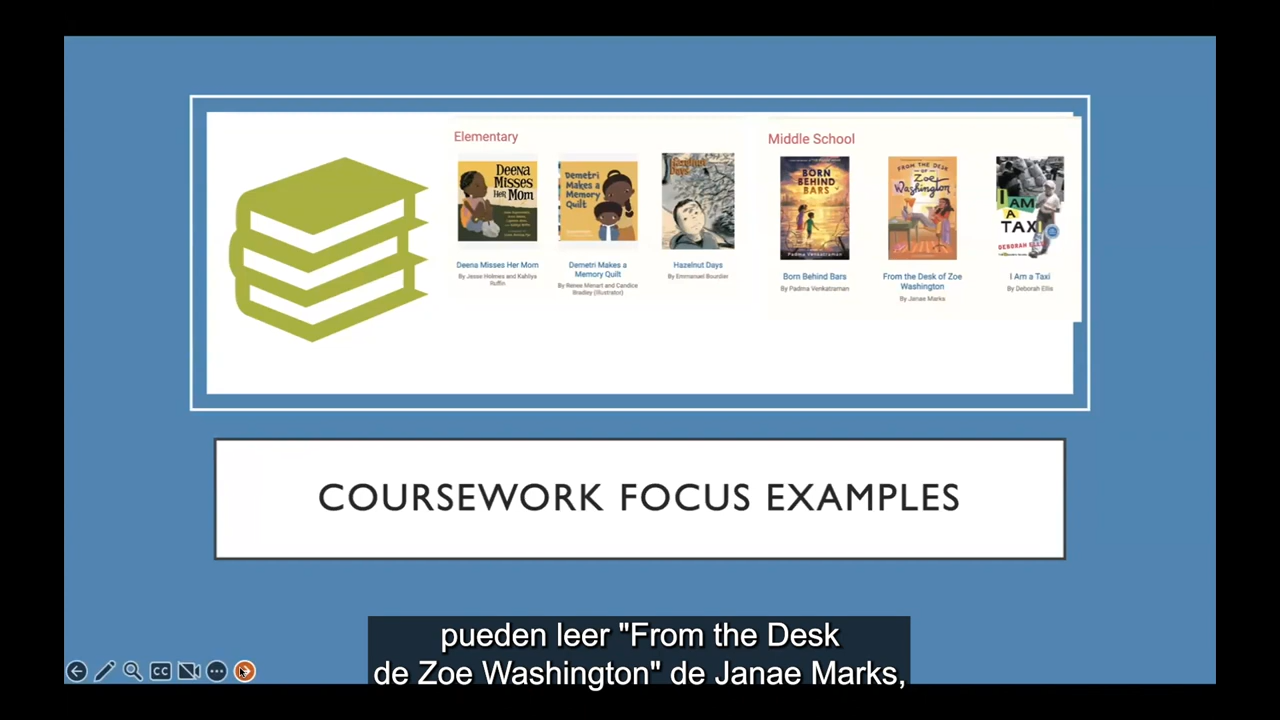 Elementary
Deena
Misses
Her Mom
Demetri
Makes a
Memory
Quilt
Deena Misses Her Mom
By Jesse Holmes and Kahliya
Ruffin
Demetri Makes a
Memory Quilt
By Renee Menart and Candice
Bradley (Illustrator)
Hazelnut Days
By Emmanuel Bourdier
Middle School
BORN
BEHIND
BARS
Padma Venkatraman
FROM THE DESK
OF
Zoe
Washington
I AM
A
TAXI
DEBORAH
Born Behind Bars
By Padma Venkatraman
From the Desk of Zoe
Washington
By Janae Marks
I Am a Taxi
By Deborah Ellis
COURSEWORK FOCUS EXAMPLES
pueden leer "From the Desk
de Zoe Washington" de Janae Marks,
CC